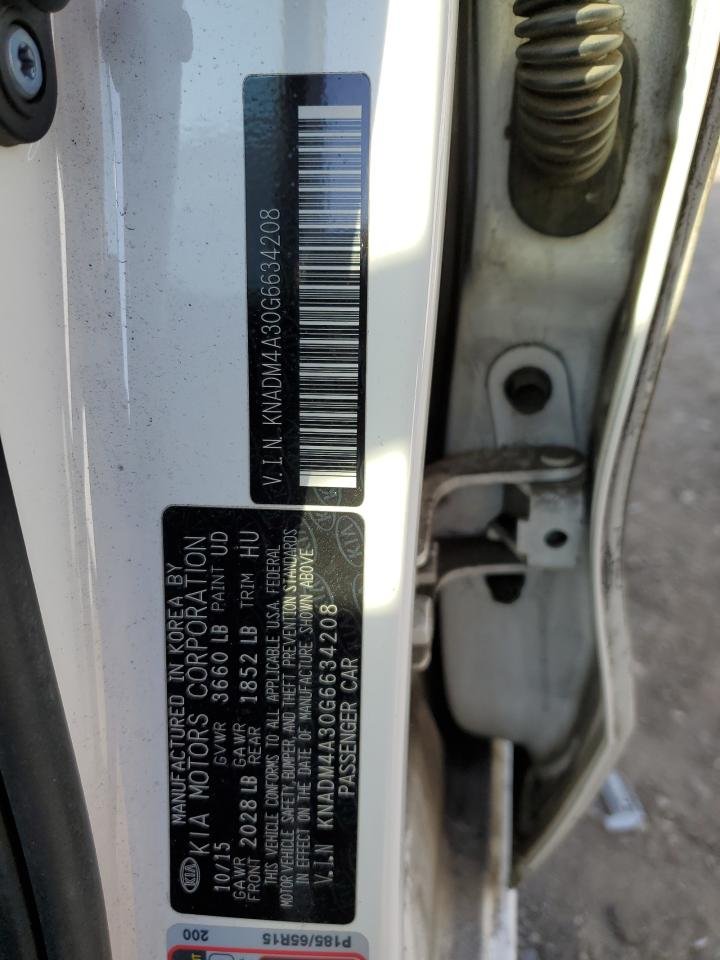 V.I.N. KNADM4A30G6634208
KIA
MANUFACTURED IN KOREA BY
KIA MOTORS CORPORATION
10/15 GVWR 3660 LB PAINT UD
GAWR FRONT 2028 LB GAWR REAR 1852 LB TRIM HU
THIS VEHICLE CONFORMS TO ALL APPLICABLE U.S.A. FEDERAL
MOTOR VEHICLE SAFETY, BUMPER, AND THEFT PREVENTION STANDARDS
IN EFFECT ON THE DATE OF MANUFACTURE SHOWN ABOVE
V.I.N KNADM4A30G6634208
PASSENGER CAR
200 P185/65R15